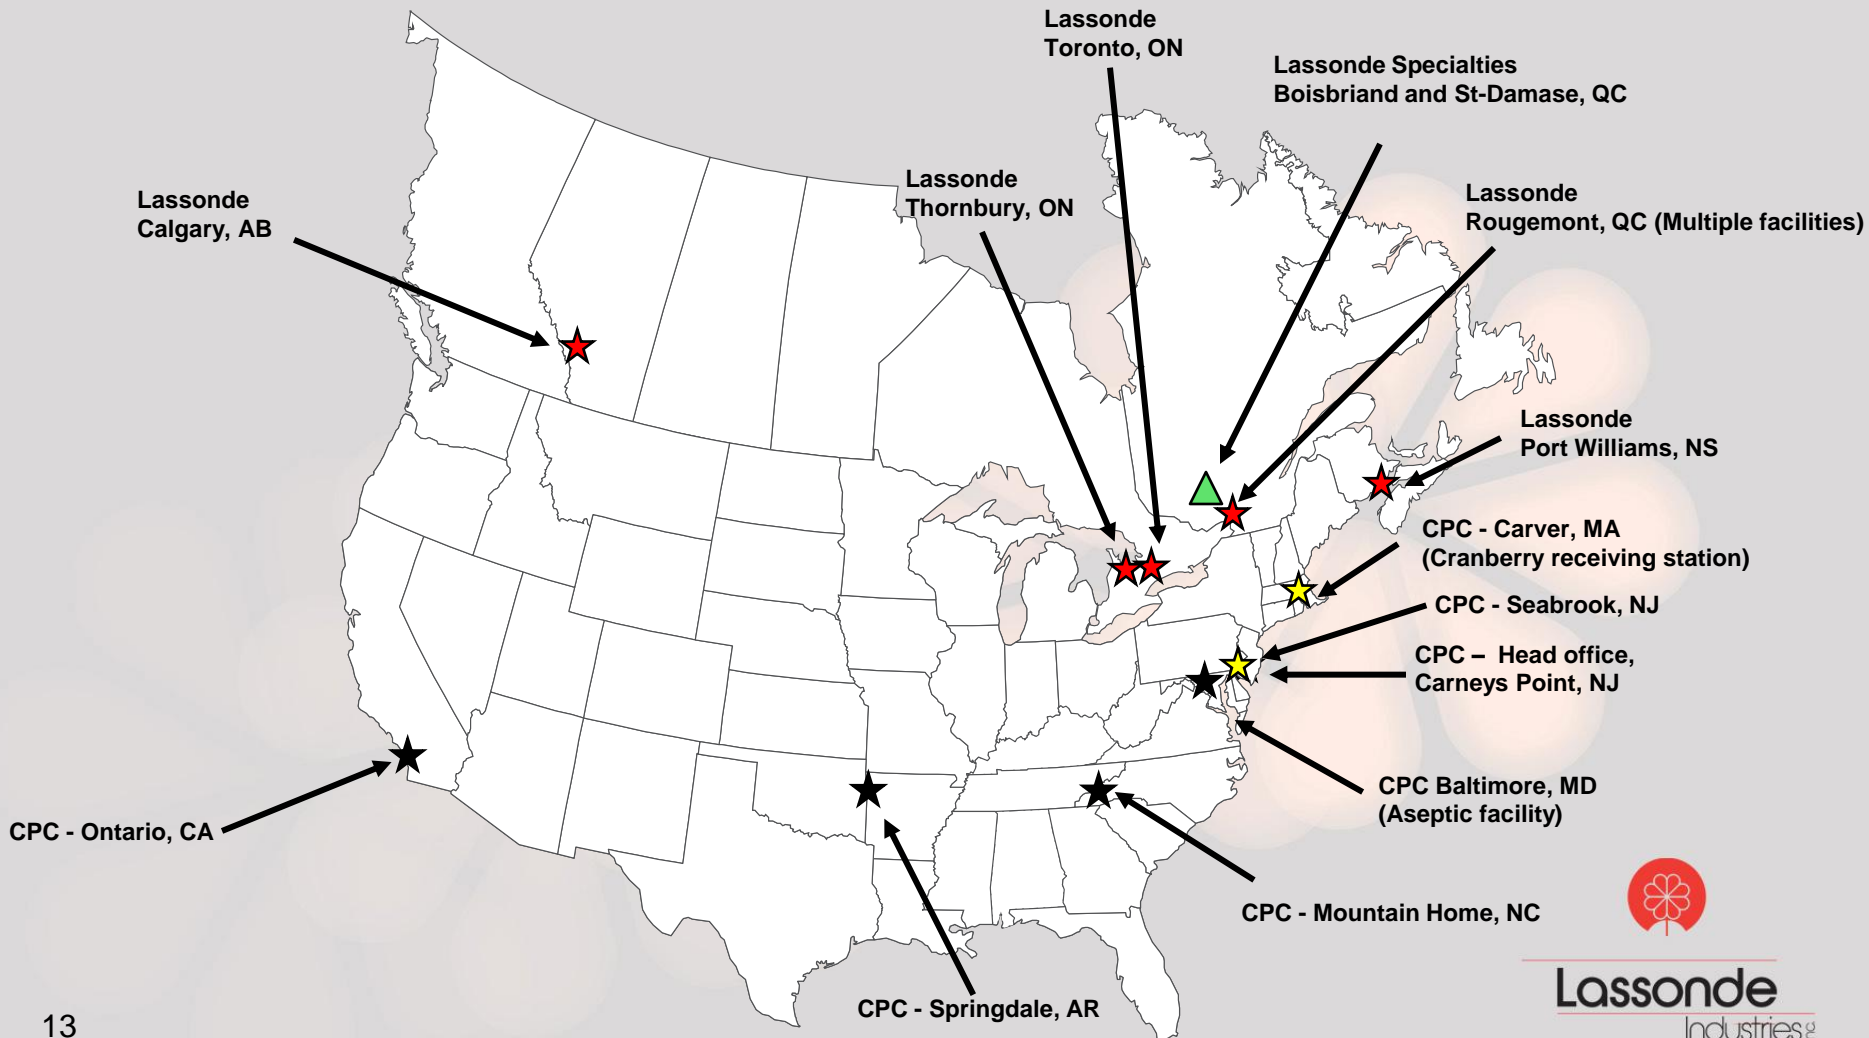 Lassonde
Toronto, ON
Lassonde Specialties
Boisbriand and St-Damase, QC
Lassonde
Thornbury, ON
Lassonde
Rougemont, QC (Multiple facilities)
Lassonde
Calgary, AB
Lassonde
Port Williams, NS
CPC - Carver, MA
(Cranberry receiving station)
CPC - Seabrook, NJ
CPC – Head office,
Carneys Point, NJ
CPC Baltimore, MD
(Aseptic facility)
CPC - Ontario, CA
CPC - Mountain Home, NC
CPC - Springdale, AR
Lassonde
Industries inc
13